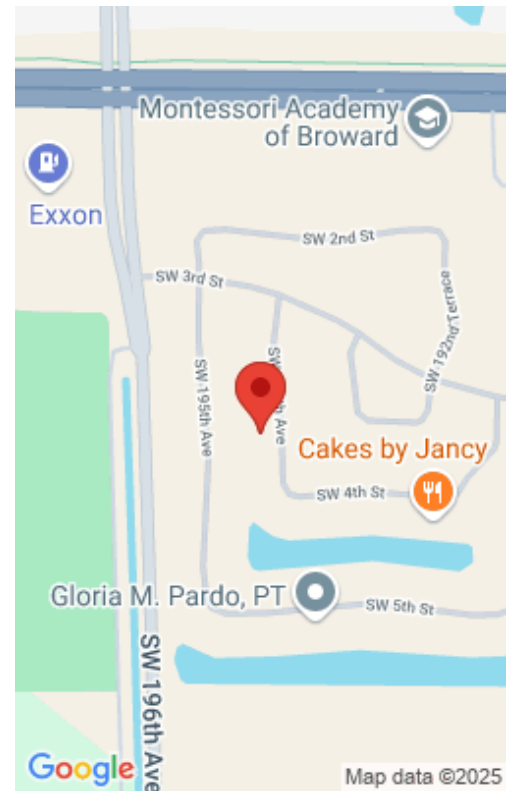 Montessori Academy
of Broward
Exxon
SW 2nd St
SW 3rd St
SW 192nd Terrace
SW 195th Ave
Ave
Cakes by Jancy
SW 4th St
Gloria M. Pardo, PT
SW 5th St
SW 196th Ave
Google
Map data ©2025